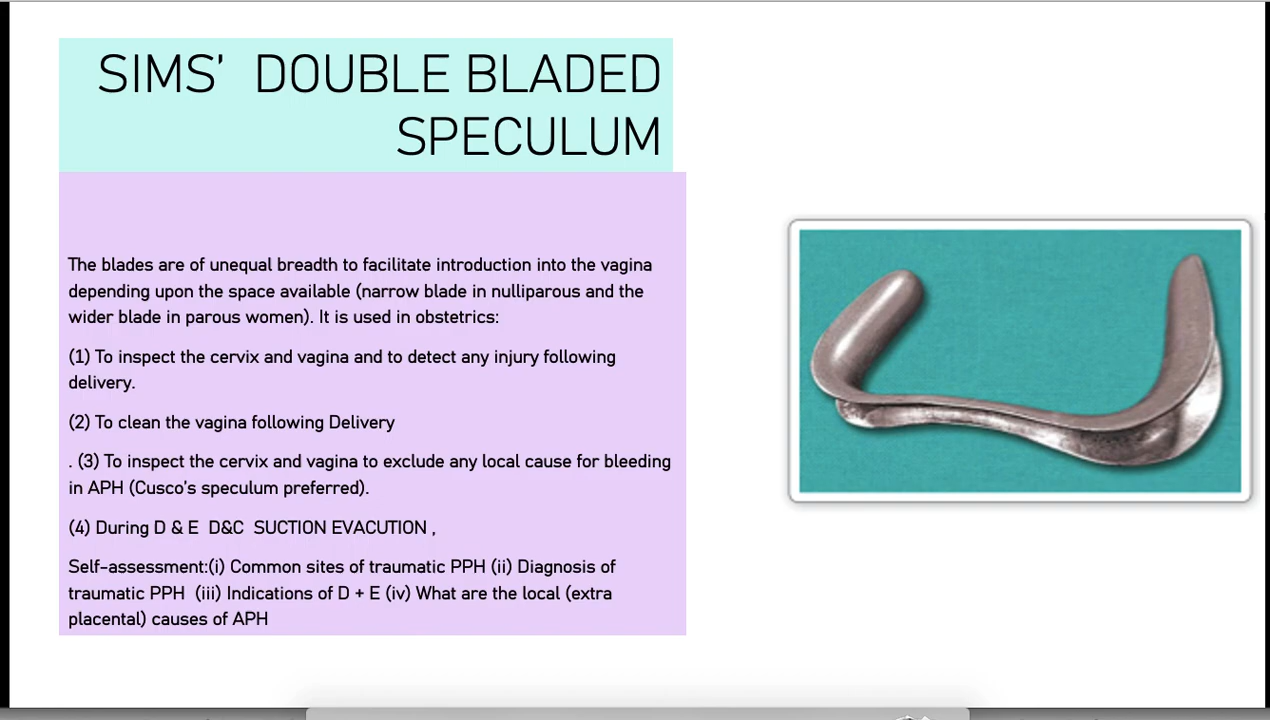 SIMS’ DOUBLE BLADED
SPECULUM
The blades are of unequal breadth to facilitate introduction into the vagina
depending upon the space available (narrow blade in nulliparous and the
wider blade in parous women). It is used in obstetrics:
(1) To inspect the cervix and vagina and to detect any injury following
delivery.
(2) To clean the vagina following Delivery
. (3) To inspect the cervix and vagina to exclude any local cause for bleeding
in APH (Cusco's speculum preferred).
(4) During D & E D&C SUCTION EVACUTION ,
Self-assessment:(i) Common sites of traumatic PPH (ii) Diagnosis of
traumatic PPH (iii) Indications of D + E (iv) What are the local (extra
placental) causes of APH